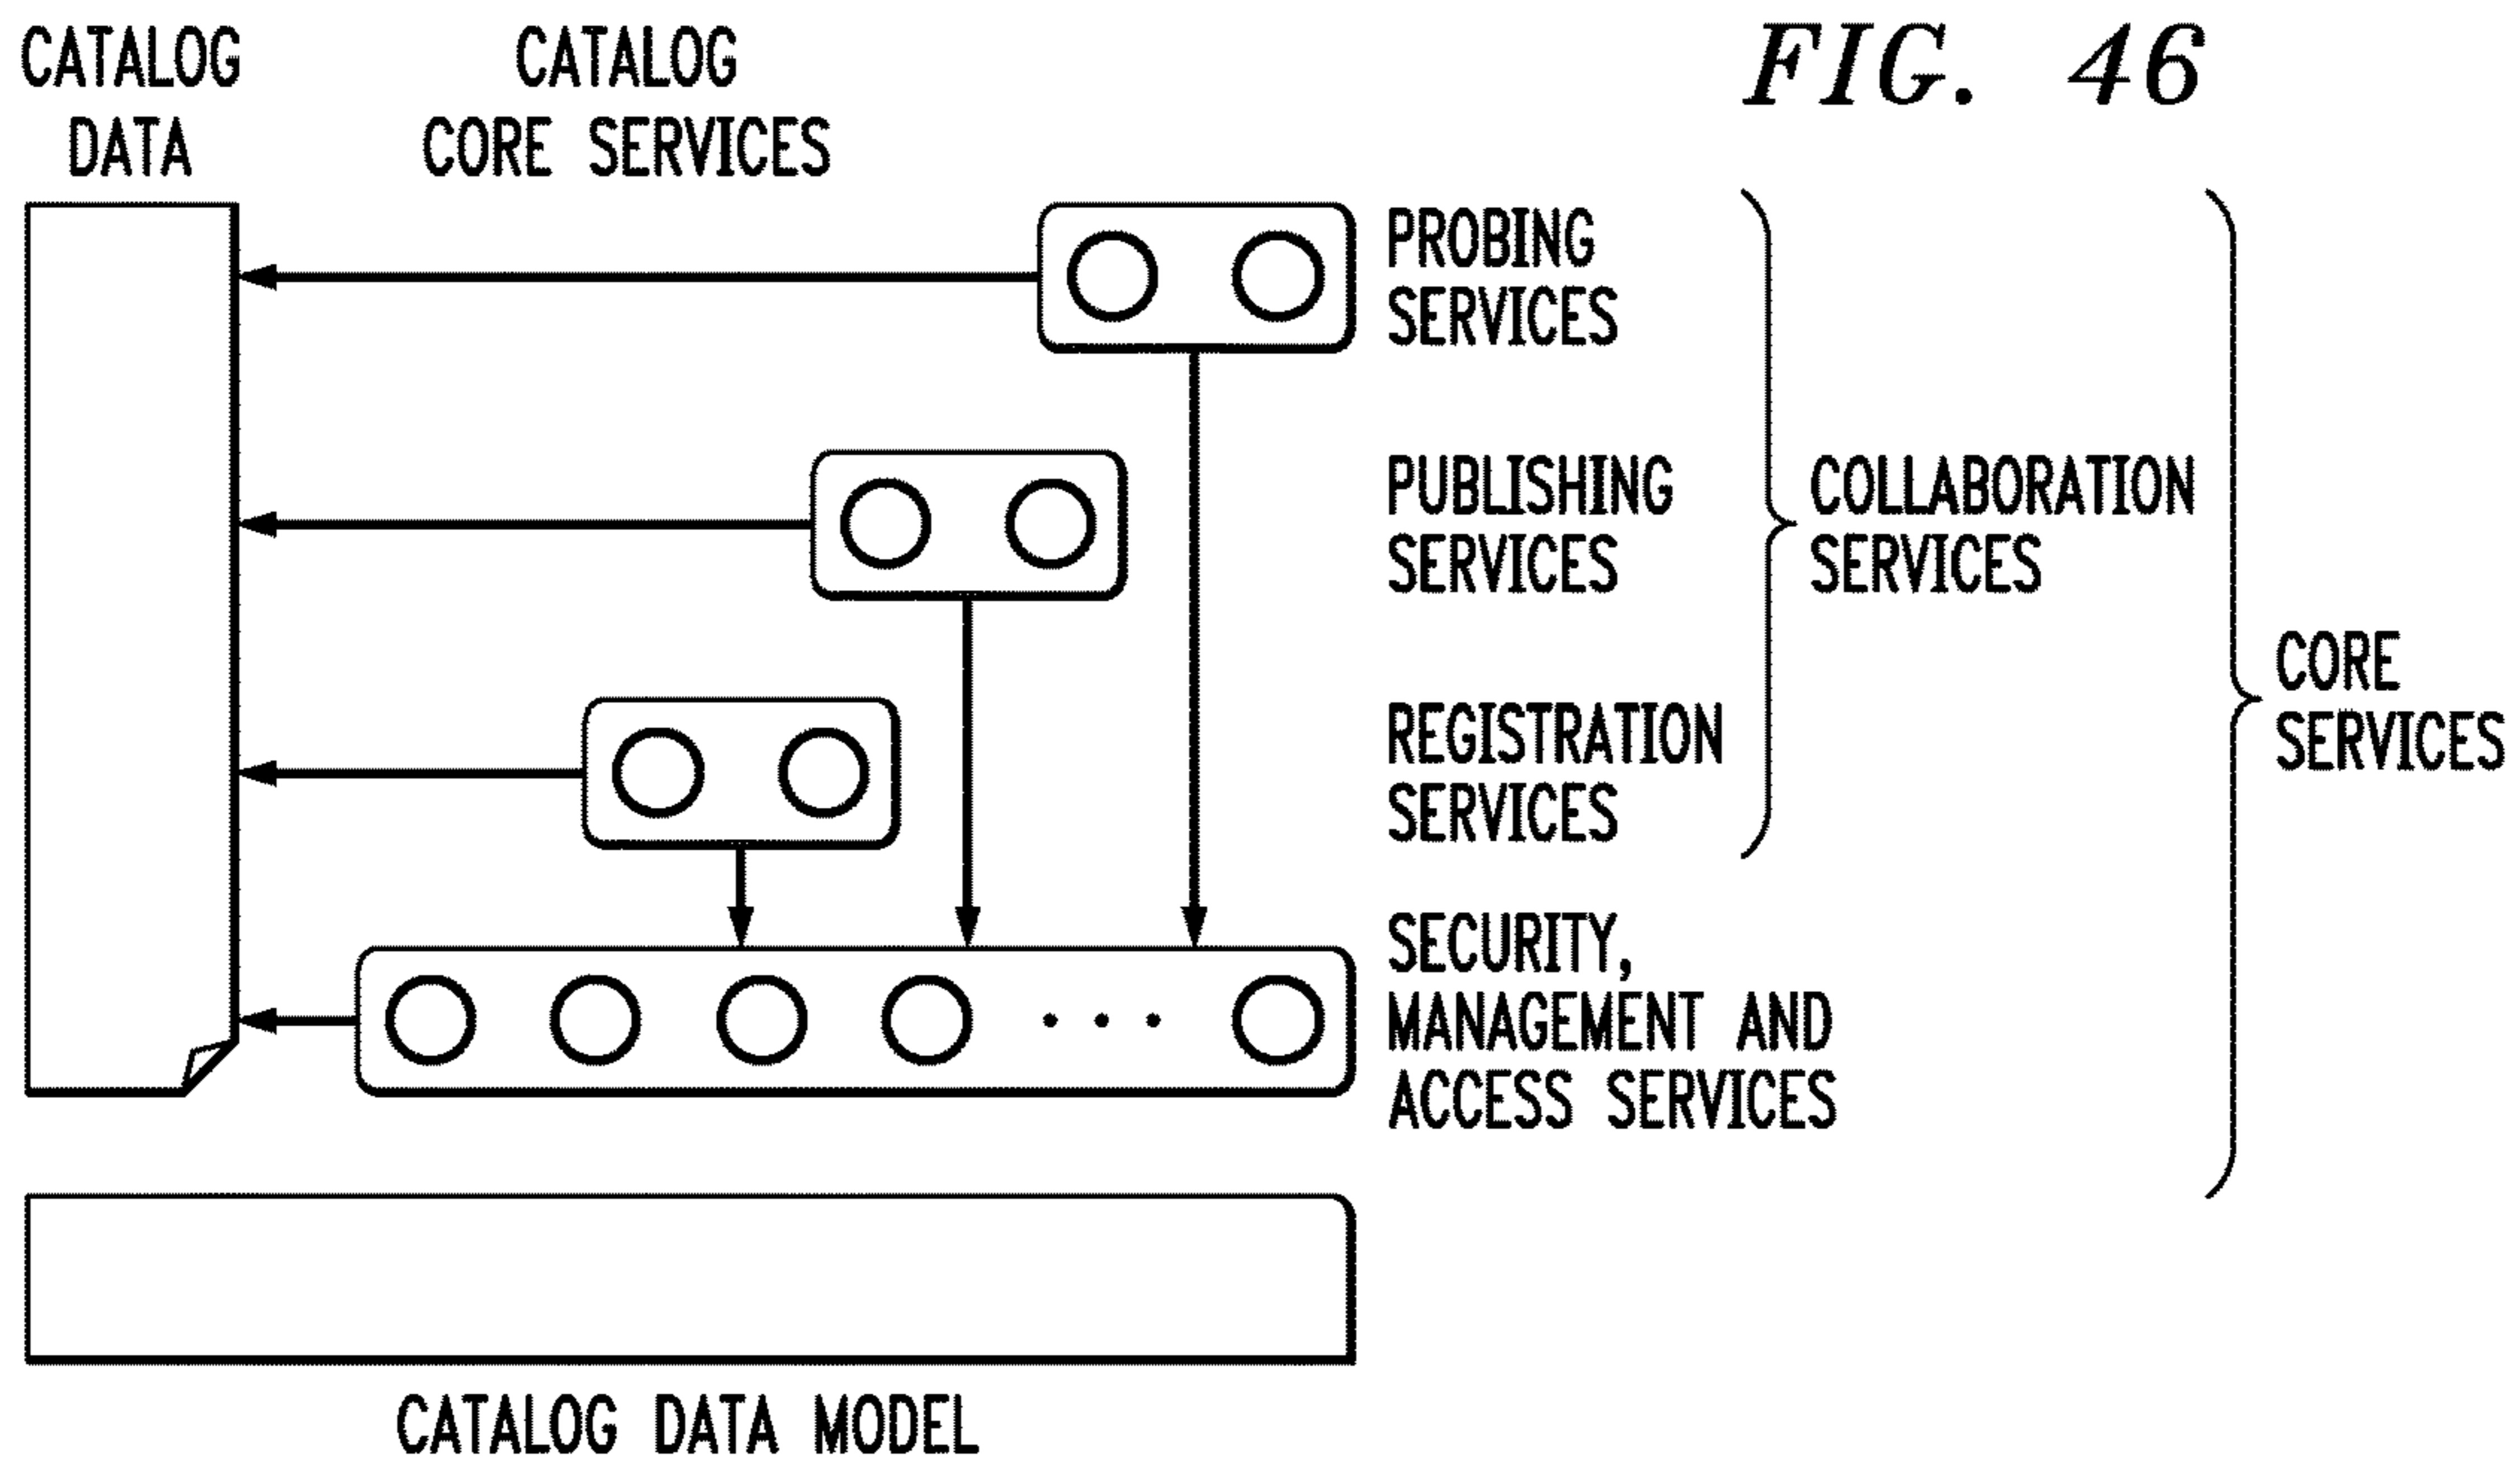 CATALOG
DATA
CATALOG
CORE SERVICES
FIG. 46
PROBING
SERVICES
PUBLISHING
SERVICES
COLLABORATION
SERVICES
REGISTRATION
SERVICES
CORE
SERVICES
SECURITY,
MANAGEMENT AND
ACCESS SERVICES
CATALOG DATA MODEL